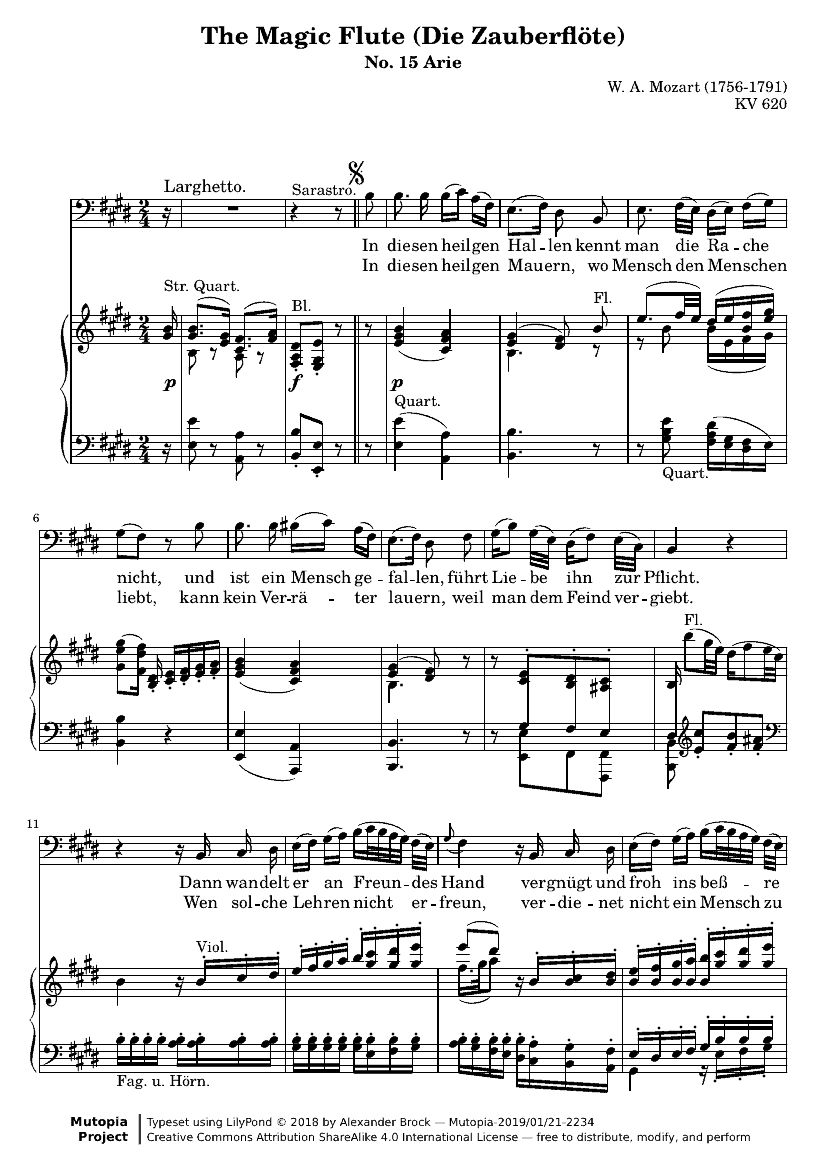 The Magic Flute (Die Zauberflöte)
No. 15 Arie
W. A. Mozart (1756-1791)
KV 620
Larghetto.
Sarastro.
In diesen heilgen Hal - len kennt man die Ra - che
In diesen heilgen Mauern, wo Mensch den Menschen
Str. Quart.
Bl.
Fl.
p f p
Quart.
Quart.
6
nicht, und ist ein Mensch ge - fal - len, führt Lie - be ihn zur Pflicht.
liebt, kann kein Ver - rä - ter lauern, weil man dem Feind ver - giebt.
Fl.
11
Dann wandelt er an Freun - des Hand vergnügt und froh ins beß - re
Wen sol - che Lehren nicht er - freun, ver - die - net nicht ein Mensch zu
Viol.
Fag. u. Hörn.
Mutopia Project
Typeset using LilyPond © 2018 by Alexander Brock — Mutopia-2019/01/21-2234
Creative Commons Attribution ShareAlike 4.0 International License — free to distribute, modify, and perform